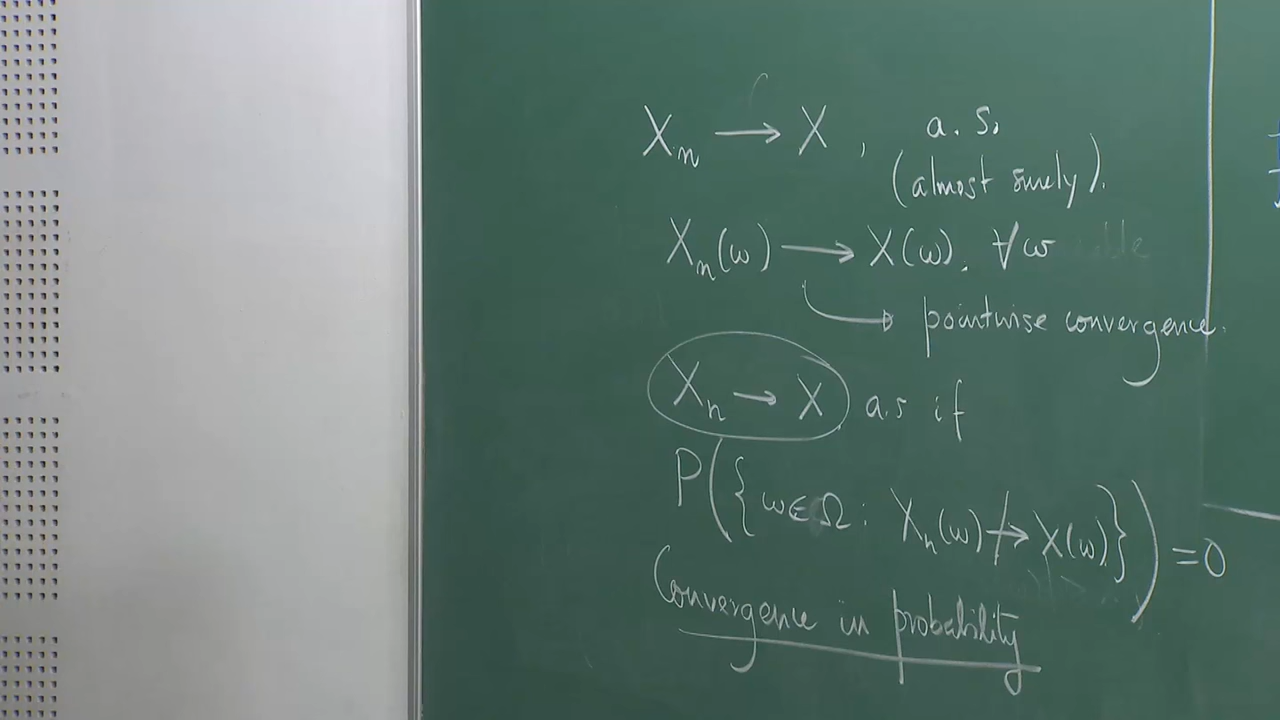 Xₙ → X, a.s.
(almost surely).
Xₙ(ω) → X(ω). ∀ω
↳ pointwise convergence.
Xₙ → X a.s if
P({ω∈Ω: Xₙ(ω)↛X(ω)})=0
Convergence in probability